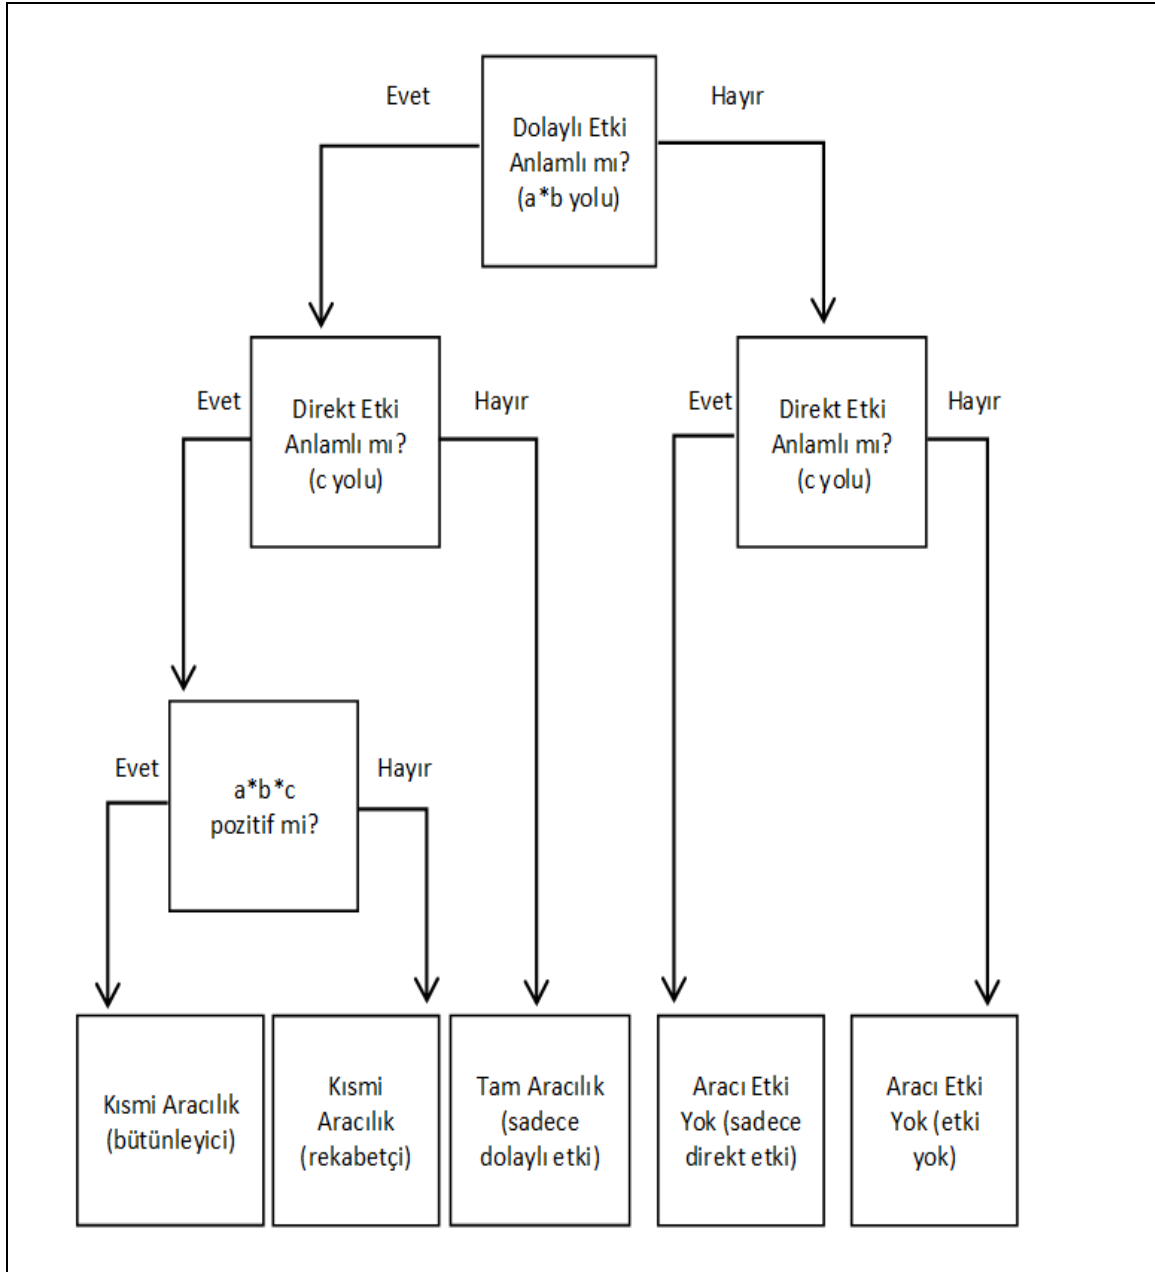 Evet
Hayır
Dolaylı Etki
Anlamlı mı?
(a*b yolu)
Evet
Direkt Etki
Anlamlı mı?
(c yolu)
Hayır
Evet
Direkt Etki
Anlamlı mı?
(c yolu)
Hayır
Evet
a*b*c
pozitif mi?
Hayır
Kısmi Aracılık
(bütünleyici)
Kısmi
Aracılık
(rekabetçi)
Tam Aracılık
(sadece
dolaylı etki)
Aracı Etki
Yok (sadece
direkt etki)
Aracı Etki
Yok (etki
yok)